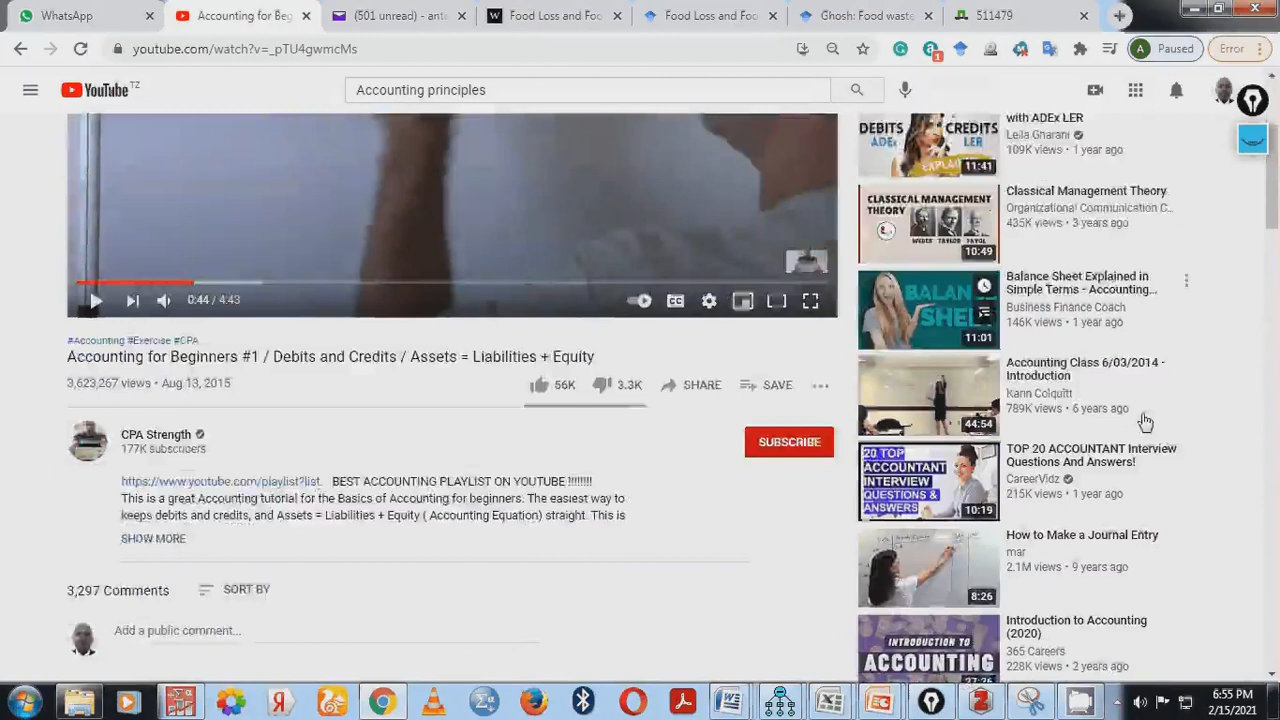 WhatsApp
Accounting for Beg
(501 unread) - ant
Food
Food Loss and Foo
Ghosh: Food waste
511479
youtube.com/watch?v=_pTU4gwmcMs
1
A
Paused
Error
YouTube TZ
Accounting principles
DEBITS CREDITS
ADEx LER
EXPLAIN
11:41
with ADEx LER
Leila Gharani
109K views • 1 year ago
CLASSICAL MANAGEMENT
THEORY
WEBER TAYLOR FAYOL
10:49
Classical Management Theory
Organizational Communication C...
435K views • 3 years ago
BALANCE
SHEET
11:01
Balance Sheet Explained in
Simple Terms - Accounting...
Business Finance Coach
146K views • 1 year ago
0:44 / 4:43
CC
#Accounting #Exercise #CPA
Accounting for Beginners #1 / Debits and Credits / Assets = Liabilities + Equity
3,623,267 views • Aug 13, 2015
56K
3.3K
SHARE
SAVE
44:54
Accounting Class 6/03/2014 -
Introduction
Kann Colquitt
789K views • 6 years ago
CPA Strength
177K subscribers
SUBSCRIBE
20 TOP
ACCOUNTANT
INTERVIEW
QUESTIONS &
ANSWERS
10:19
TOP 20 ACCOUNTANT Interview
Questions And Answers!
CareerVidz
215K views • 1 year ago
https://www.youtube.com/playlist?list. BEST ACCOUNTING PLAYLIST ON YOUTUBE !!!!!!!!
This is a great Accounting tutorial for the Basics of Accounting for beginners. The easiest way to
keeps debits and credits, and Assets = Liabilities + Equity ( Accounting Equation) straight. This is
SHOW MORE
8:26
How to Make a Journal Entry
mar
2.1M views • 9 years ago
3,297 Comments
SORT BY
Add a public comment...
INTRODUCTION TO
ACCOUNTING
Introduction to Accounting
(2020)
365 Careers
228K views • 2 years ago
6:55 PM
2/15/2021